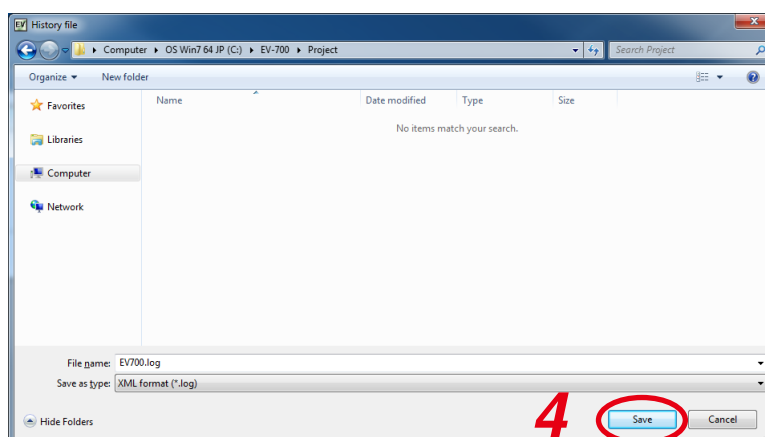 EV History file
Computer ▸ OS Win7 64 JP (C:) ▸ EV-700 ▸ Project
Search Project
Organize ▾ New folder
Favorites
Libraries
Computer
Network
Name Date modified Type Size
No items match your search.
File name: EV700.log
Save as type: XML format (*.log)
Hide Folders
4
Save Cancel